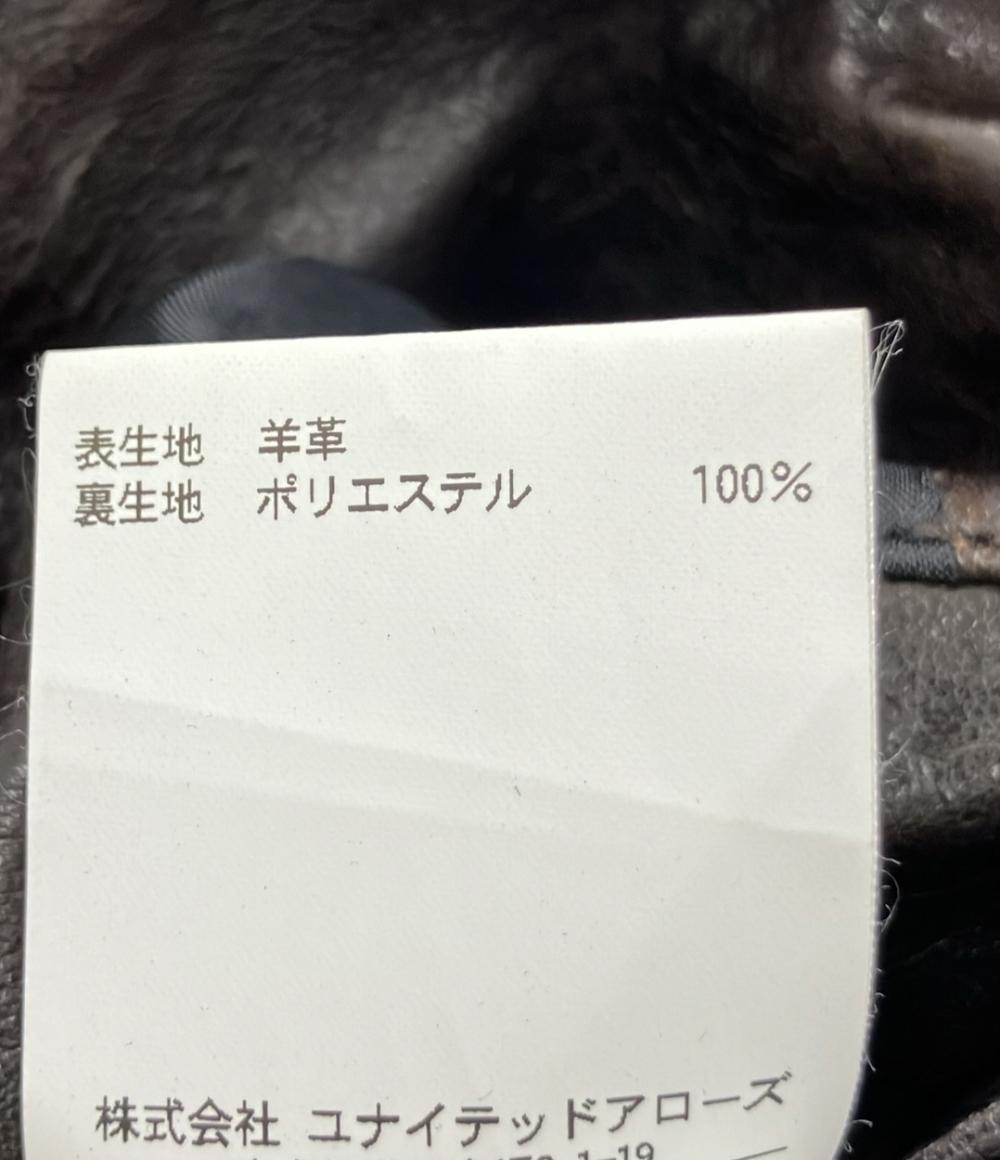 表生地 羊革
裏生地 ポリエステル 100%
株式会社 ユナイテッドアローズ